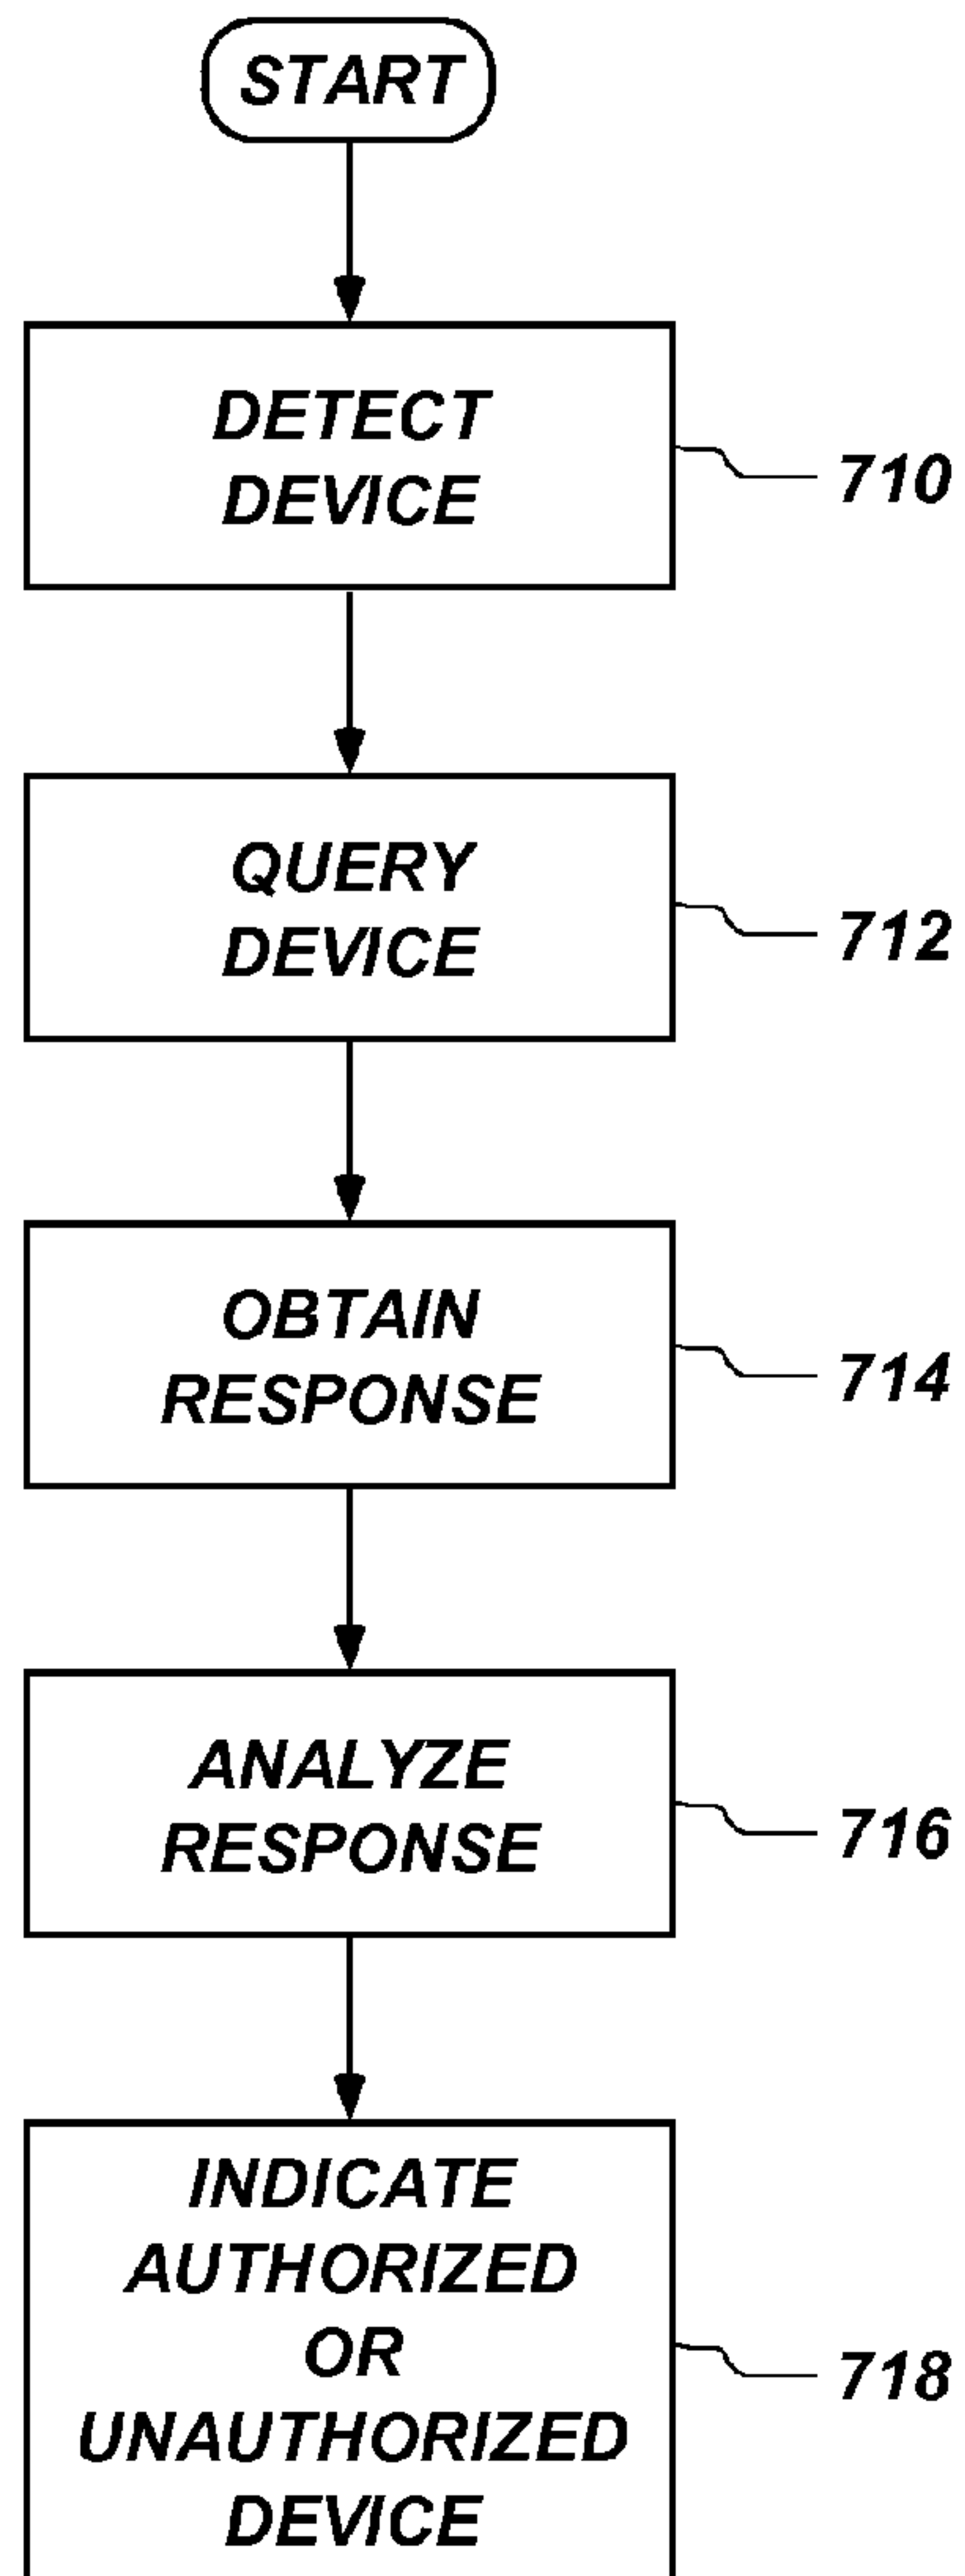 START
DETECT
DEVICE
710
QUERY
DEVICE
712
OBTAIN
RESPONSE
714
ANALYZE
RESPONSE
716
INDICATE
AUTHORIZED
OR
UNAUTHORIZED
DEVICE
718